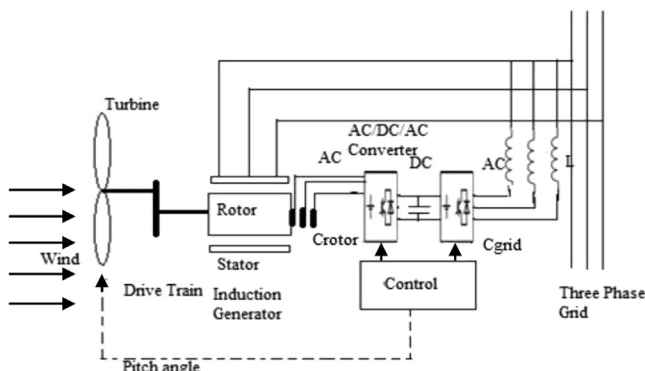 Turbine
AC/DC/AC
Converter
AC
DC
AC
L
Rotor
Crotor
Cgrid
Wind
Stator
Drive Train
Induction
Generator
Control
Three Phase
Grid
Pitch angle